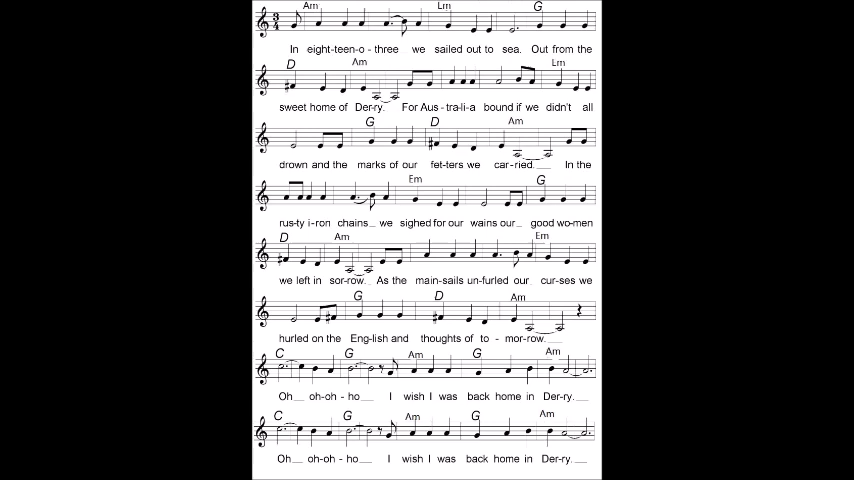 Am Lm G
In eight-teen-o - three we sailed out to sea. Out from the
D Am
sweet home of Der-ry. For Aus-tra-li-a bound if we didn't all
Lm
drown and the marks of our fet-ters we car-ried. In the
G D Am
rus-ty i-ron chains we sighed for our wains our good wo-men
Em G
we left in sor-row. As the main-sails un-furled our cur-ses we
D Am Em
hurled on the Eng-lish and thoughts of to - mor-row.
G D Am
C G Am G Am
Oh oh-oh - ho I wish I was back home in Der-ry.
C G Am G Am
Oh oh-oh - ho I wish I was back home in Der-ry.